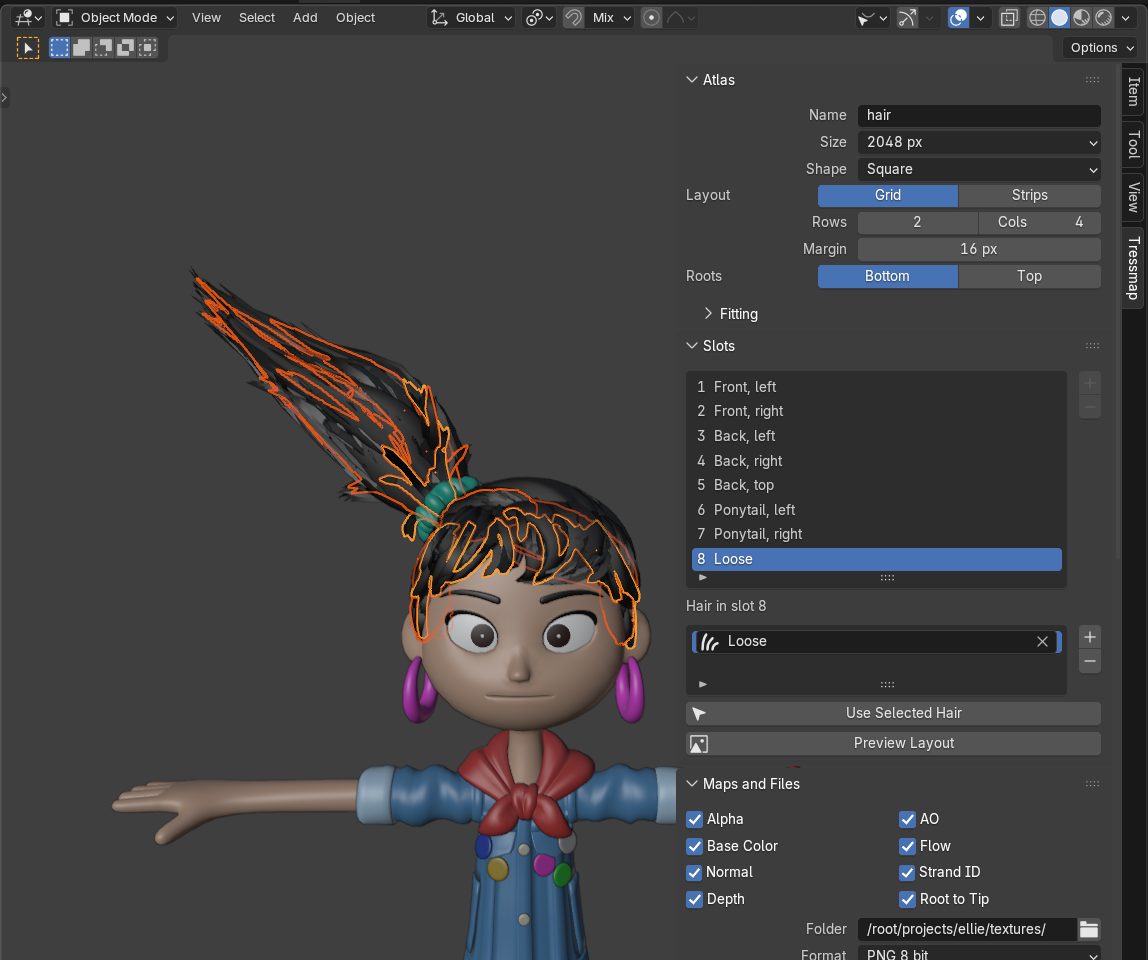 Object Mode View Select Add Object Global Mix
Options
Atlas
Name hair
Size 2048 px
Shape Square
Layout Grid Strips
Rows 2 Cols 4
Margin 16 px
Roots Bottom Top
Fitting
Slots
1 Front, left
2 Front, right
3 Back, left
4 Back, right
5 Back, top
6 Ponytail, left
7 Ponytail, right
8 Loose
Hair in slot 8
Loose
Use Selected Hair
Preview Layout
Maps and Files
Alpha AO
Base Color Flow
Normal Strand ID
Depth Root to Tip
Folder /root/projects/ellie/textures/
Format PNG 8 bit
Item
Tool
View
Tressmap